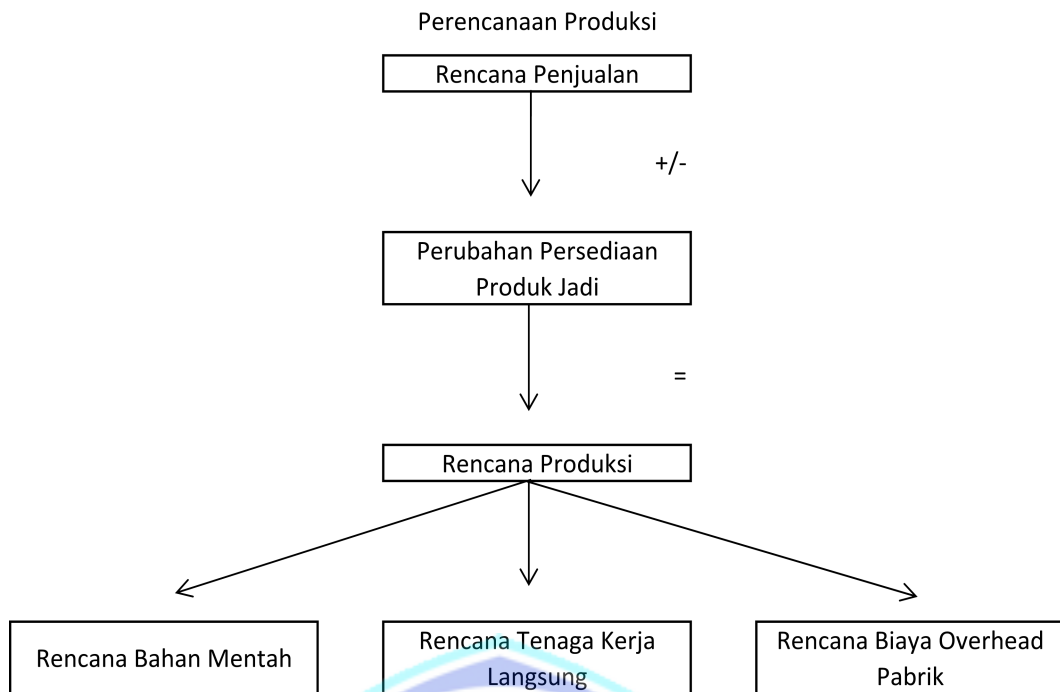 Perencanaan Produksi
Rencana Penjualan
+/-
Perubahan Persediaan
Produk Jadi
=
Rencana Produksi
Rencana Bahan Mentah
Rencana Tenaga Kerja
Langsung
Rencana Biaya Overhead
Pabrik